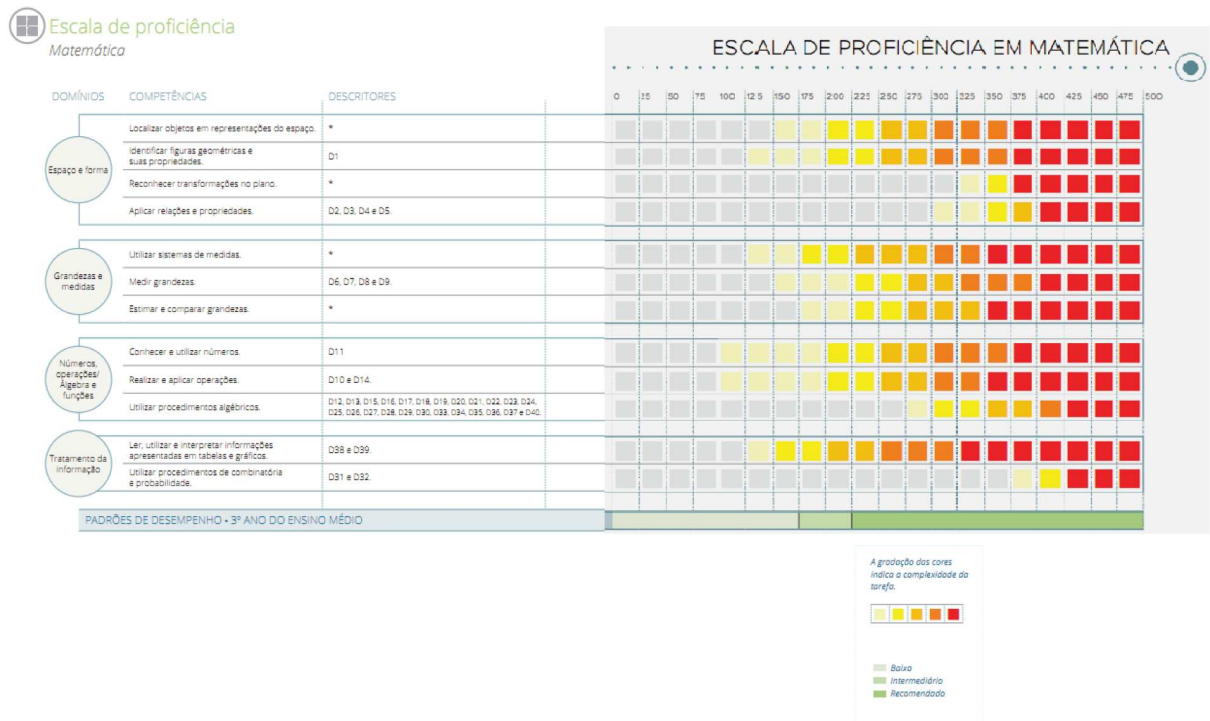 Escala de proficiência
Matemática
ESCALA DE PROFICIÊNCIA EM MATEMÁTICA
DOMÍNIOS COMPETÊNCIAS DESCRITORES 0 25 50 75 100 125 150 175 200 225 250 275 300 325 350 375 400 425 450 475 500
Espaço e forma
Localizar objetos em representações do espaço. *
Identificar figuras geométricas e
suas propriedades. D1
Reconhecer transformações no plano. *
Aplicar relações e propriedades. D2, D3, D4 e D5.
Grandezas e
medidas
Utilizar sistemas de medidas. *
Medir grandezas. D6, D7, D8 e D9.
Estimar e comparar grandezas. *
Números,
operações/
Álgebra e
funções
Conhecer e utilizar números. D11
Realizar e aplicar operações. D10 e D14.
Utilizar procedimentos algébricos. D12, D13, D15, D16, D17, D18, D19, D20, D21, D22, D23, D24,
D25, D26, D27, D28, D29, D30, D33, D34, D35, D36, D37 e D40.
Tratamento da
informação
Ler, utilizar e interpretar informações
apresentadas em tabelas e gráficos. D38 e D39.
Utilizar procedimentos de combinatória
e probabilidade. D31 e D32.
PADRÕES DE DESEMPENHO - 3º ANO DO ENSINO MÉDIO
A gradação das cores
indica a complexidade da
tarefa.
Baixo
Intermediário
Recomendado